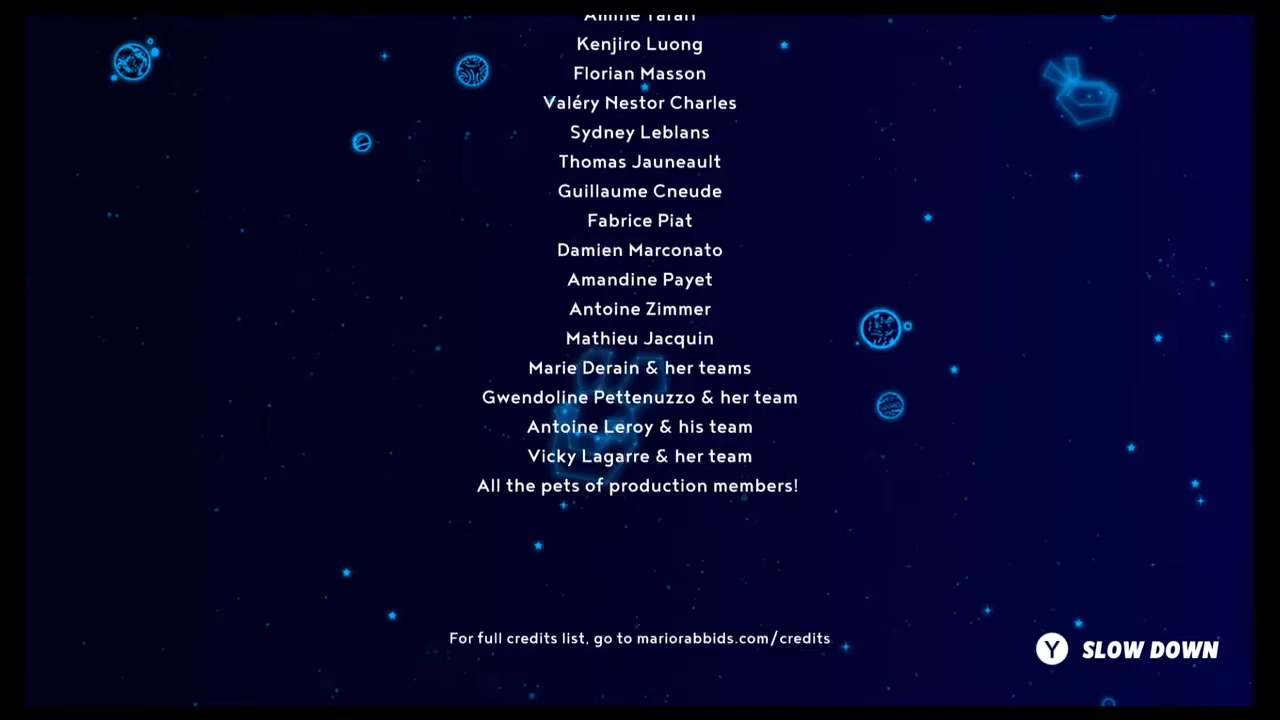 Kenjiro Luong
Florian Masson
Valéry Nestor Charles
Sydney Leblans
Thomas Jauneault
Guillaume Cneude
Fabrice Piat
Damien Marconato
Amandine Payet
Antoine Zimmer
Mathieu Jacquin
Marie Derain & her teams
Gwendoline Pettenuzzo & her team
Antoine Leroy & his team
Vicky Lagarre & her team
All the pets of production members!
For full credits list, go to mariorabbids.com/credits
Y SLOW DOWN